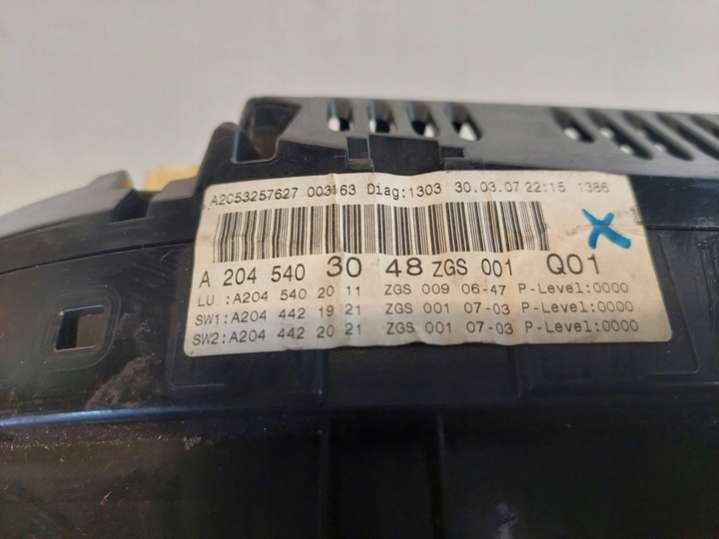 A2C53257627 003363 Diag:1303 30.03.07 22:15 1386
A 204 540 30 48 ZGS 001 Q01
LU :A204 540 20 11 ZGS 009 06-47 P-Level:0000
SW1:A204 442 19 21 ZGS 001 07-03 P-Level:0000
SW2:A204 442 20 21 ZGS 001 07-03 P-Level:0000